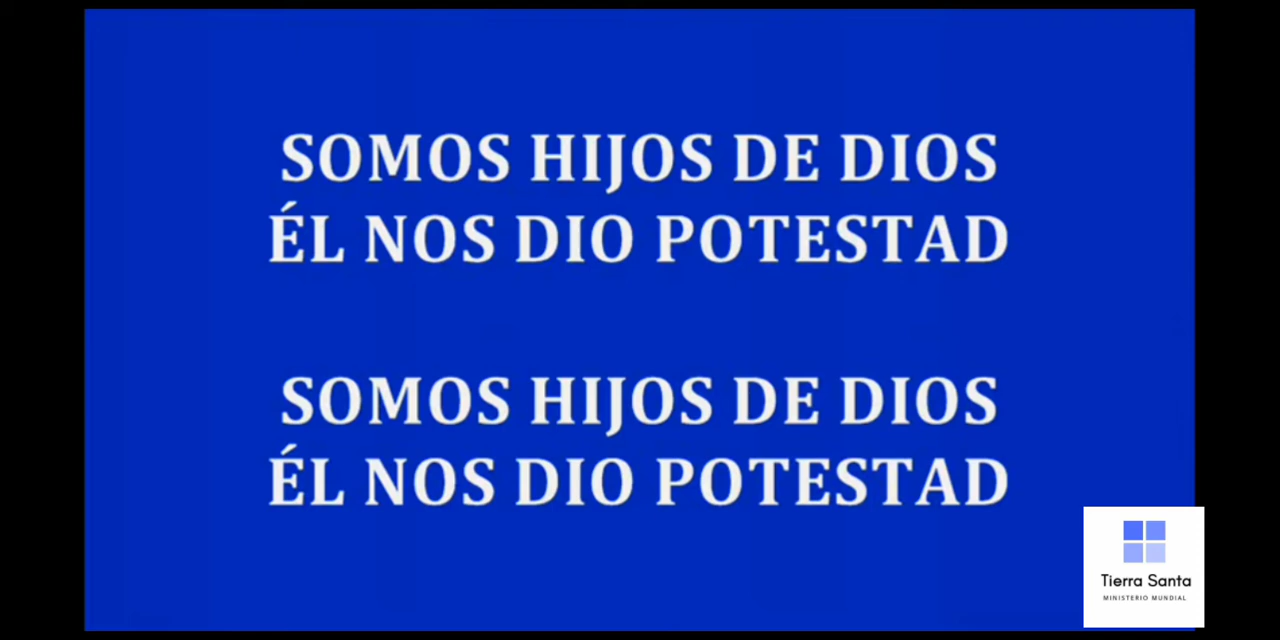 SOMOS HIJOS DE DIOS
ÉL NOS DIO POTESTAD
SOMOS HIJOS DE DIOS
ÉL NOS DIO POTESTAD
Tierra Santa
MINISTERIO MUNDIAL